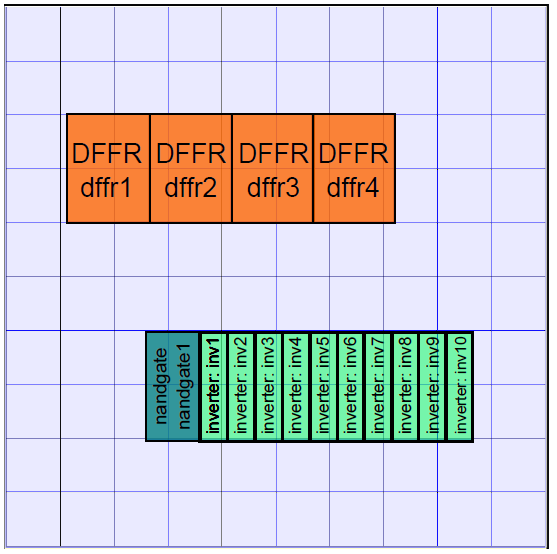 DFFR
dffr1
DFFR
dffr2
DFFR
dffr3
DFFR
dffr4
nandgate
nandgate1
inverter: inv1
inverter: inv2
inverter: inv3
inverter: inv4
inverter: inv5
inverter: inv6
inverter: inv7
inverter: inv8
inverter: inv9
inverter: inv10